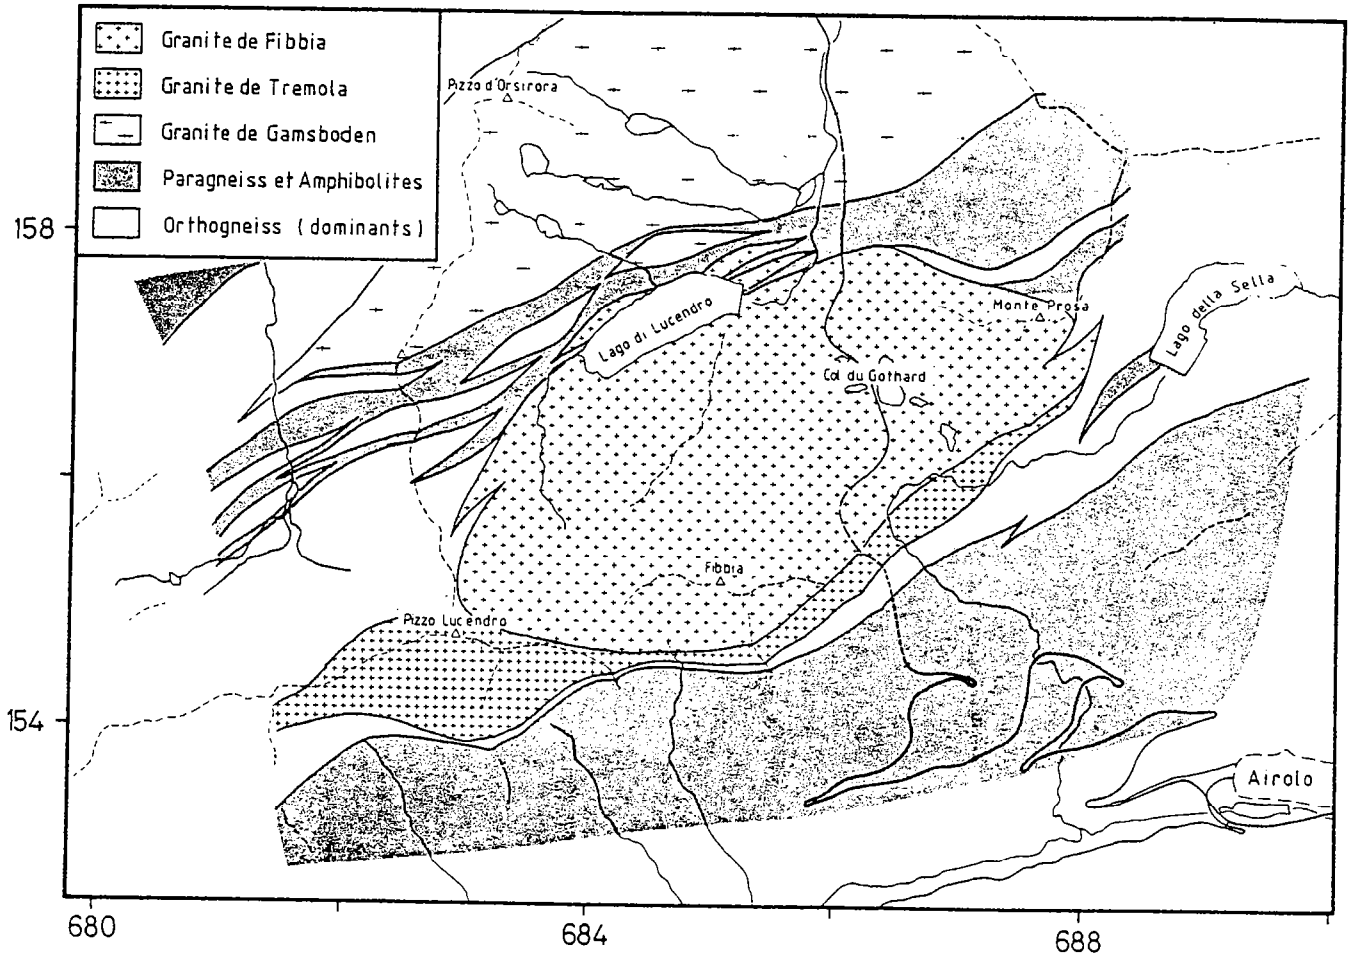 Granite de Fibbia
Granite de Tremola
Granite de Gamsboden
Paragneiss et Amphibolites
Orthogneiss (dominants)
Pizzo d'Orsirora
158
Lago di Lucendro
Monte Prosa
Lago della Sella
Col du Gothard
Fibbia
Pizzo Lucendro
154
Airolo
680
684
688